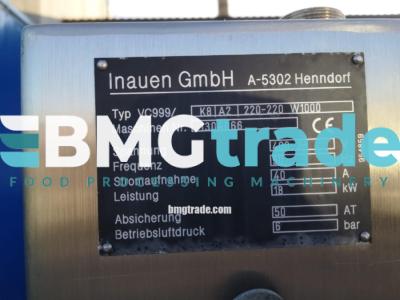 Inauen GmbH A-5302 Henndorf
Typ VC999/ K81A2 220-220 W1000
CE
BMGtrade
FOOD PROCESSING MACHINERY
Frequenz
Stromaufnahme 40 A
Leistung 18 kW
bmgtrade.com
Absicherung 50 AT
Betriebsluftdruck 6 bar